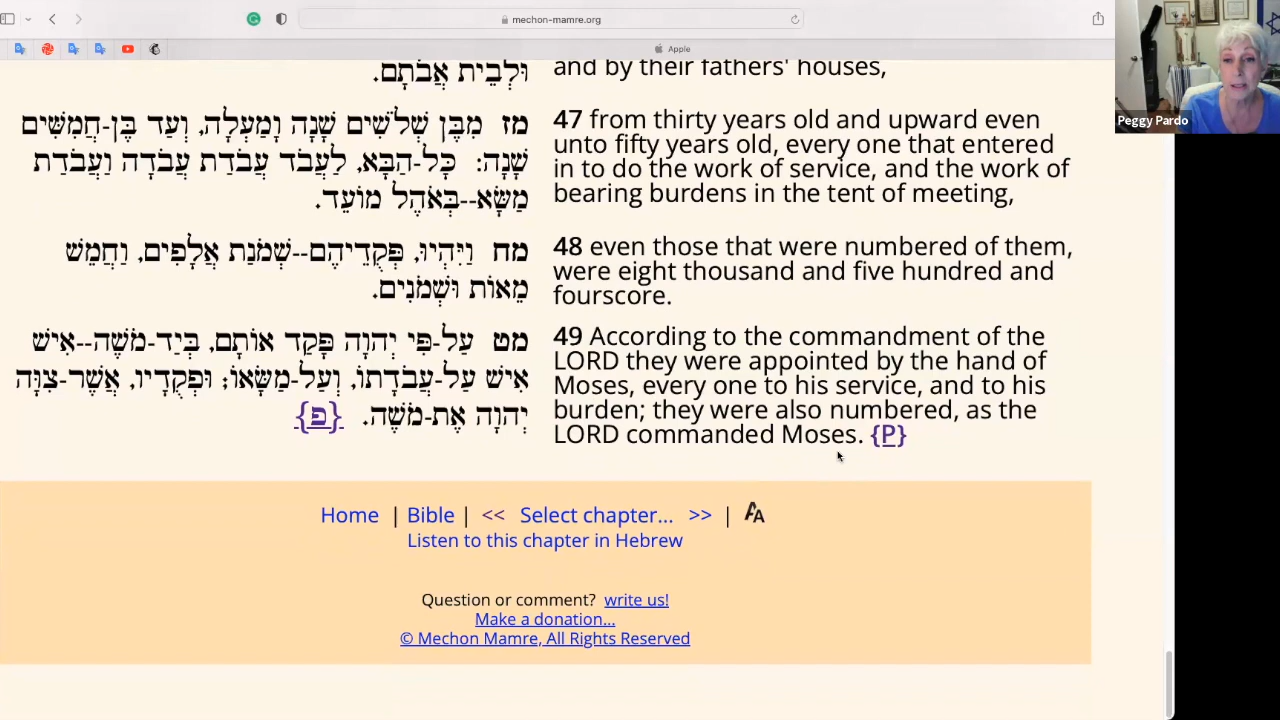 mechon-mamre.org
Apple
Peggy Pardo
וּלְבֵית אֲבֹתָם.
and by their fathers' houses,
מז מִבֶּן שְׁלֹשִׁים שָׁנָה וָמַעְלָה, וְעַד בֶּן-חֲמִשִּׁים
שָׁנָה: כָּל-הַבָּא, לַעֲבֹד עֲבֹדַת עֲבֹדָה וַעֲבֹדַת
מַשָּׂא--בְּאֹהֶל מוֹעֵד.
47 from thirty years old and upward even
unto fifty years old, every one that entered
in to do the work of service, and the work of
bearing burdens in the tent of meeting,
מח וַיִּהְיוּ, פְּקֻדֵיהֶם--שְׁמֹנַת אֲלָפִים, וַחֲמֵשׁ
מֵאוֹת וּשְׁמֹנִים.
48 even those that were numbered of them,
were eight thousand and five hundred and
fourscore.
מט עַל-פִּי יְהוָה פָּקַד אוֹתָם, בְּיַד-מֹשֶׁה--אִישׁ
אִישׁ עַל-עֲבֹדָתוֹ, וְעַל-מַשָּׂאוֹ; וּפְקֻדָיו, אֲשֶׁר-צִוָּה
יְהוָה אֶת-מֹשֶׁה. {פ}
49 According to the commandment of the
LORD they were appointed by the hand of
Moses, every one to his service, and to his
burden; they were also numbered, as the
LORD commanded Moses. {P}
Home | Bible | << Select chapter... >> | AA
Listen to this chapter in Hebrew
Question or comment? write us!
Make a donation...
© Mechon Mamre, All Rights Reserved